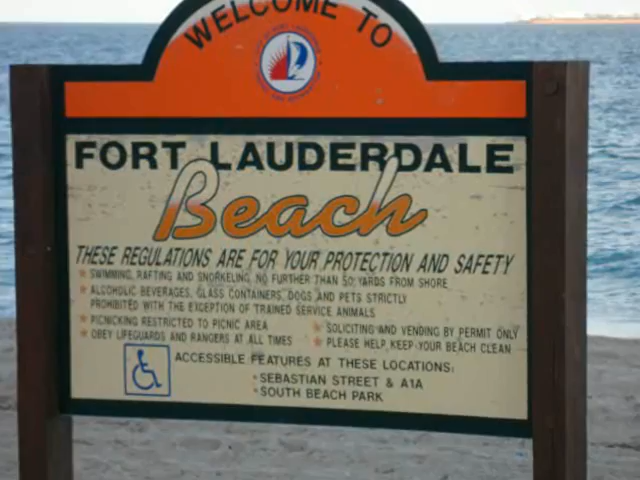 WELCOME TO
FORT LAUDERDALE
Beach
THESE REGULATIONS ARE FOR YOUR PROTECTION AND SAFETY
SWIMMING, RAFTING AND SNORKELING, NO FURTHER THAN 50 YARDS FROM SHORE
ALCOHOLIC BEVERAGES, GLASS CONTAINERS, DOGS AND PETS STRICTLY
PROHIBITED WITH THE EXCEPTION OF TRAINED SERVICE ANIMALS
PICNICKING RESTRICTED TO PICNIC AREA
SOLICITING AND VENDING BY PERMIT ONLY
OBEY LIFEGUARDS AND RANGERS AT ALL TIMES
PLEASE HELP KEEP YOUR BEACH CLEAN
ACCESSIBLE FEATURES AT THESE LOCATIONS:
SEBASTIAN STREET & A1A
SOUTH BEACH PARK